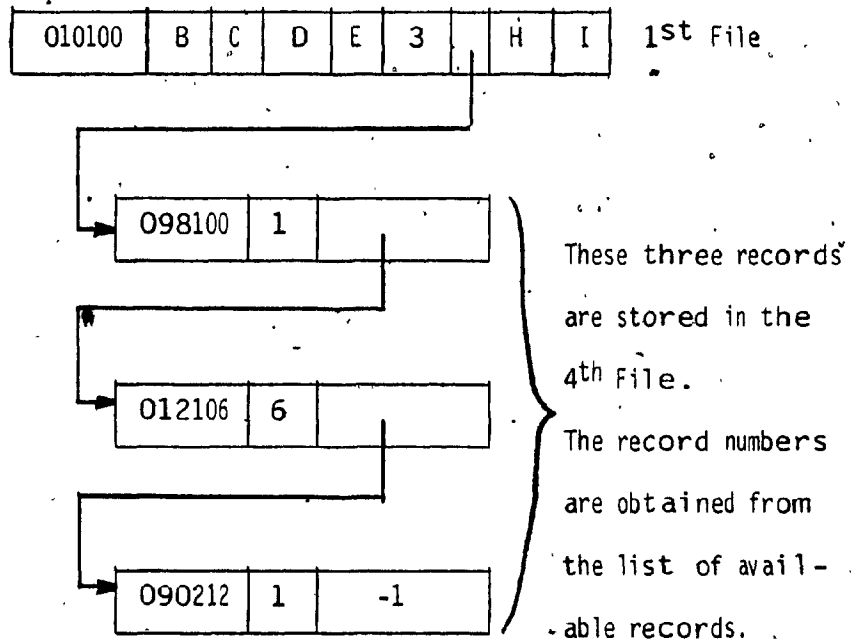 010100 B C D E 3 H I 1st File
098100 1
These three records
are stored in the
4th File.
012106 6
The record numbers
are obtained from
the list of avail-
090212 1 -1
able records.